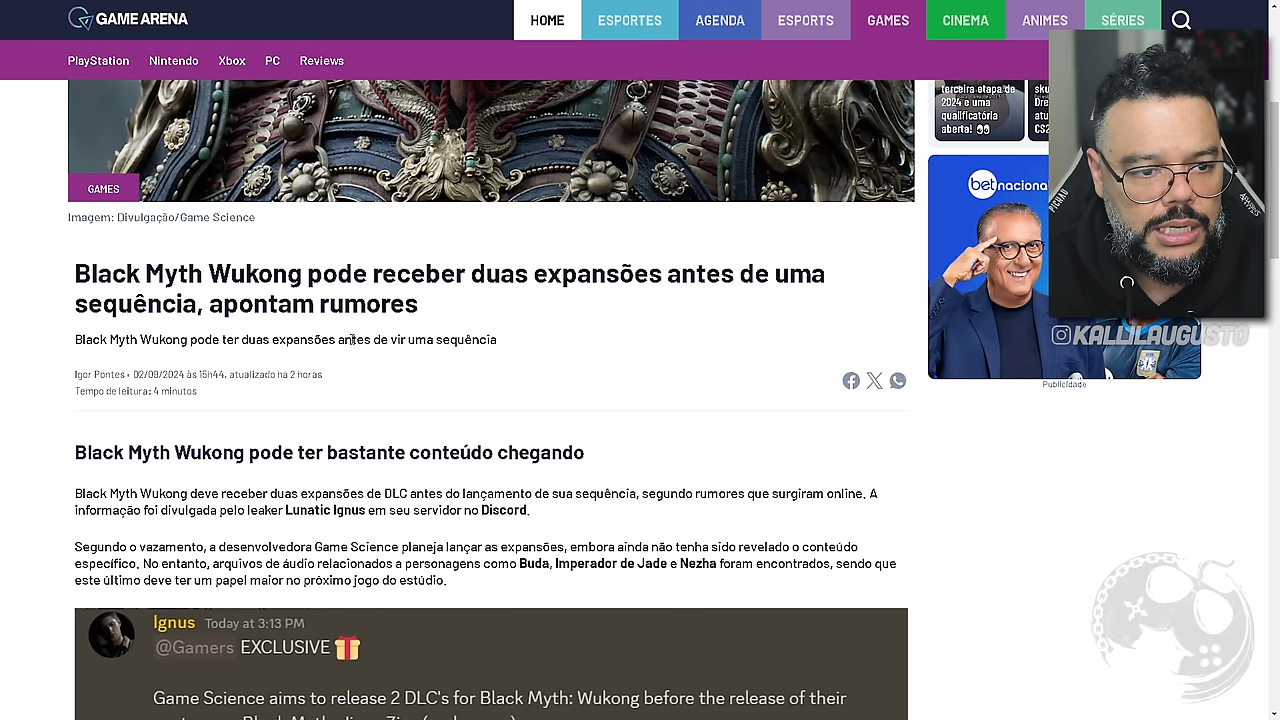 GAME ARENA
HOME
ESPORTES
AGENDA
ESPORTS
GAMES
CINEMA
ANIMES
SÉRIES
PlayStation
Nintendo
Xbox
PC
Reviews
terceira etapa de
2024 e uma
qualificatória
aberta!
GAMES
Imagem: Divulgação/Game Science
betnaciona
PICHAU
KALLILAUGUSTO
Publicidade
Black Myth Wukong pode receber duas expansões antes de uma
sequência, apontam rumores
Black Myth Wukong pode ter duas expansões antes de vir uma sequência
Igor Pontes • 02/09/2024 às 15h44, atualizado há 2 horas
Tempo de leitura: 4 minutos
Black Myth Wukong pode ter bastante conteúdo chegando
Black Myth Wukong deve receber duas expansões de DLC antes do lançamento de sua sequência, segundo rumores que surgiram online. A
informação foi divulgada pelo leaker Lunatic Ignus em seu servidor no Discord.
Segundo o vazamento, a desenvolvedora Game Science planeja lançar as expansões, embora ainda não tenha sido revelado o conteúdo
específico. No entanto, arquivos de áudio relacionados a personagens como Buda, Imperador de Jade e Nezha foram encontrados, sendo que
este último deve ter um papel maior no próximo jogo do estúdio.
Ignus Today at 3:13 PM
@Gamers EXCLUSIVE
Game Science aims to release 2 DLC's for Black Myth: Wukong before the release of their